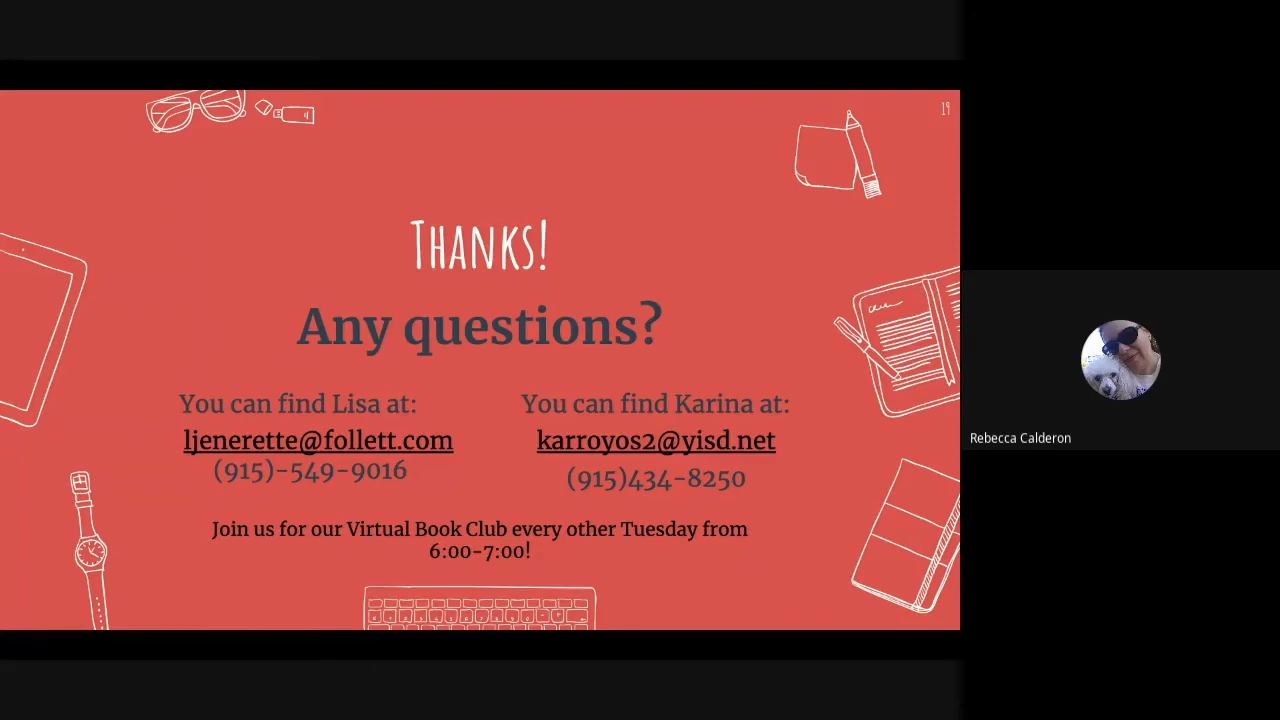 19
THANKS!
Any questions?
You can find Lisa at:
ljenerette@follett.com
(915)-549-9016
You can find Karina at:
karroyos2@yisd.net
(915)434-8250
Join us for our Virtual Book Club every other Tuesday from
6:00-7:00!
Rebecca Calderon